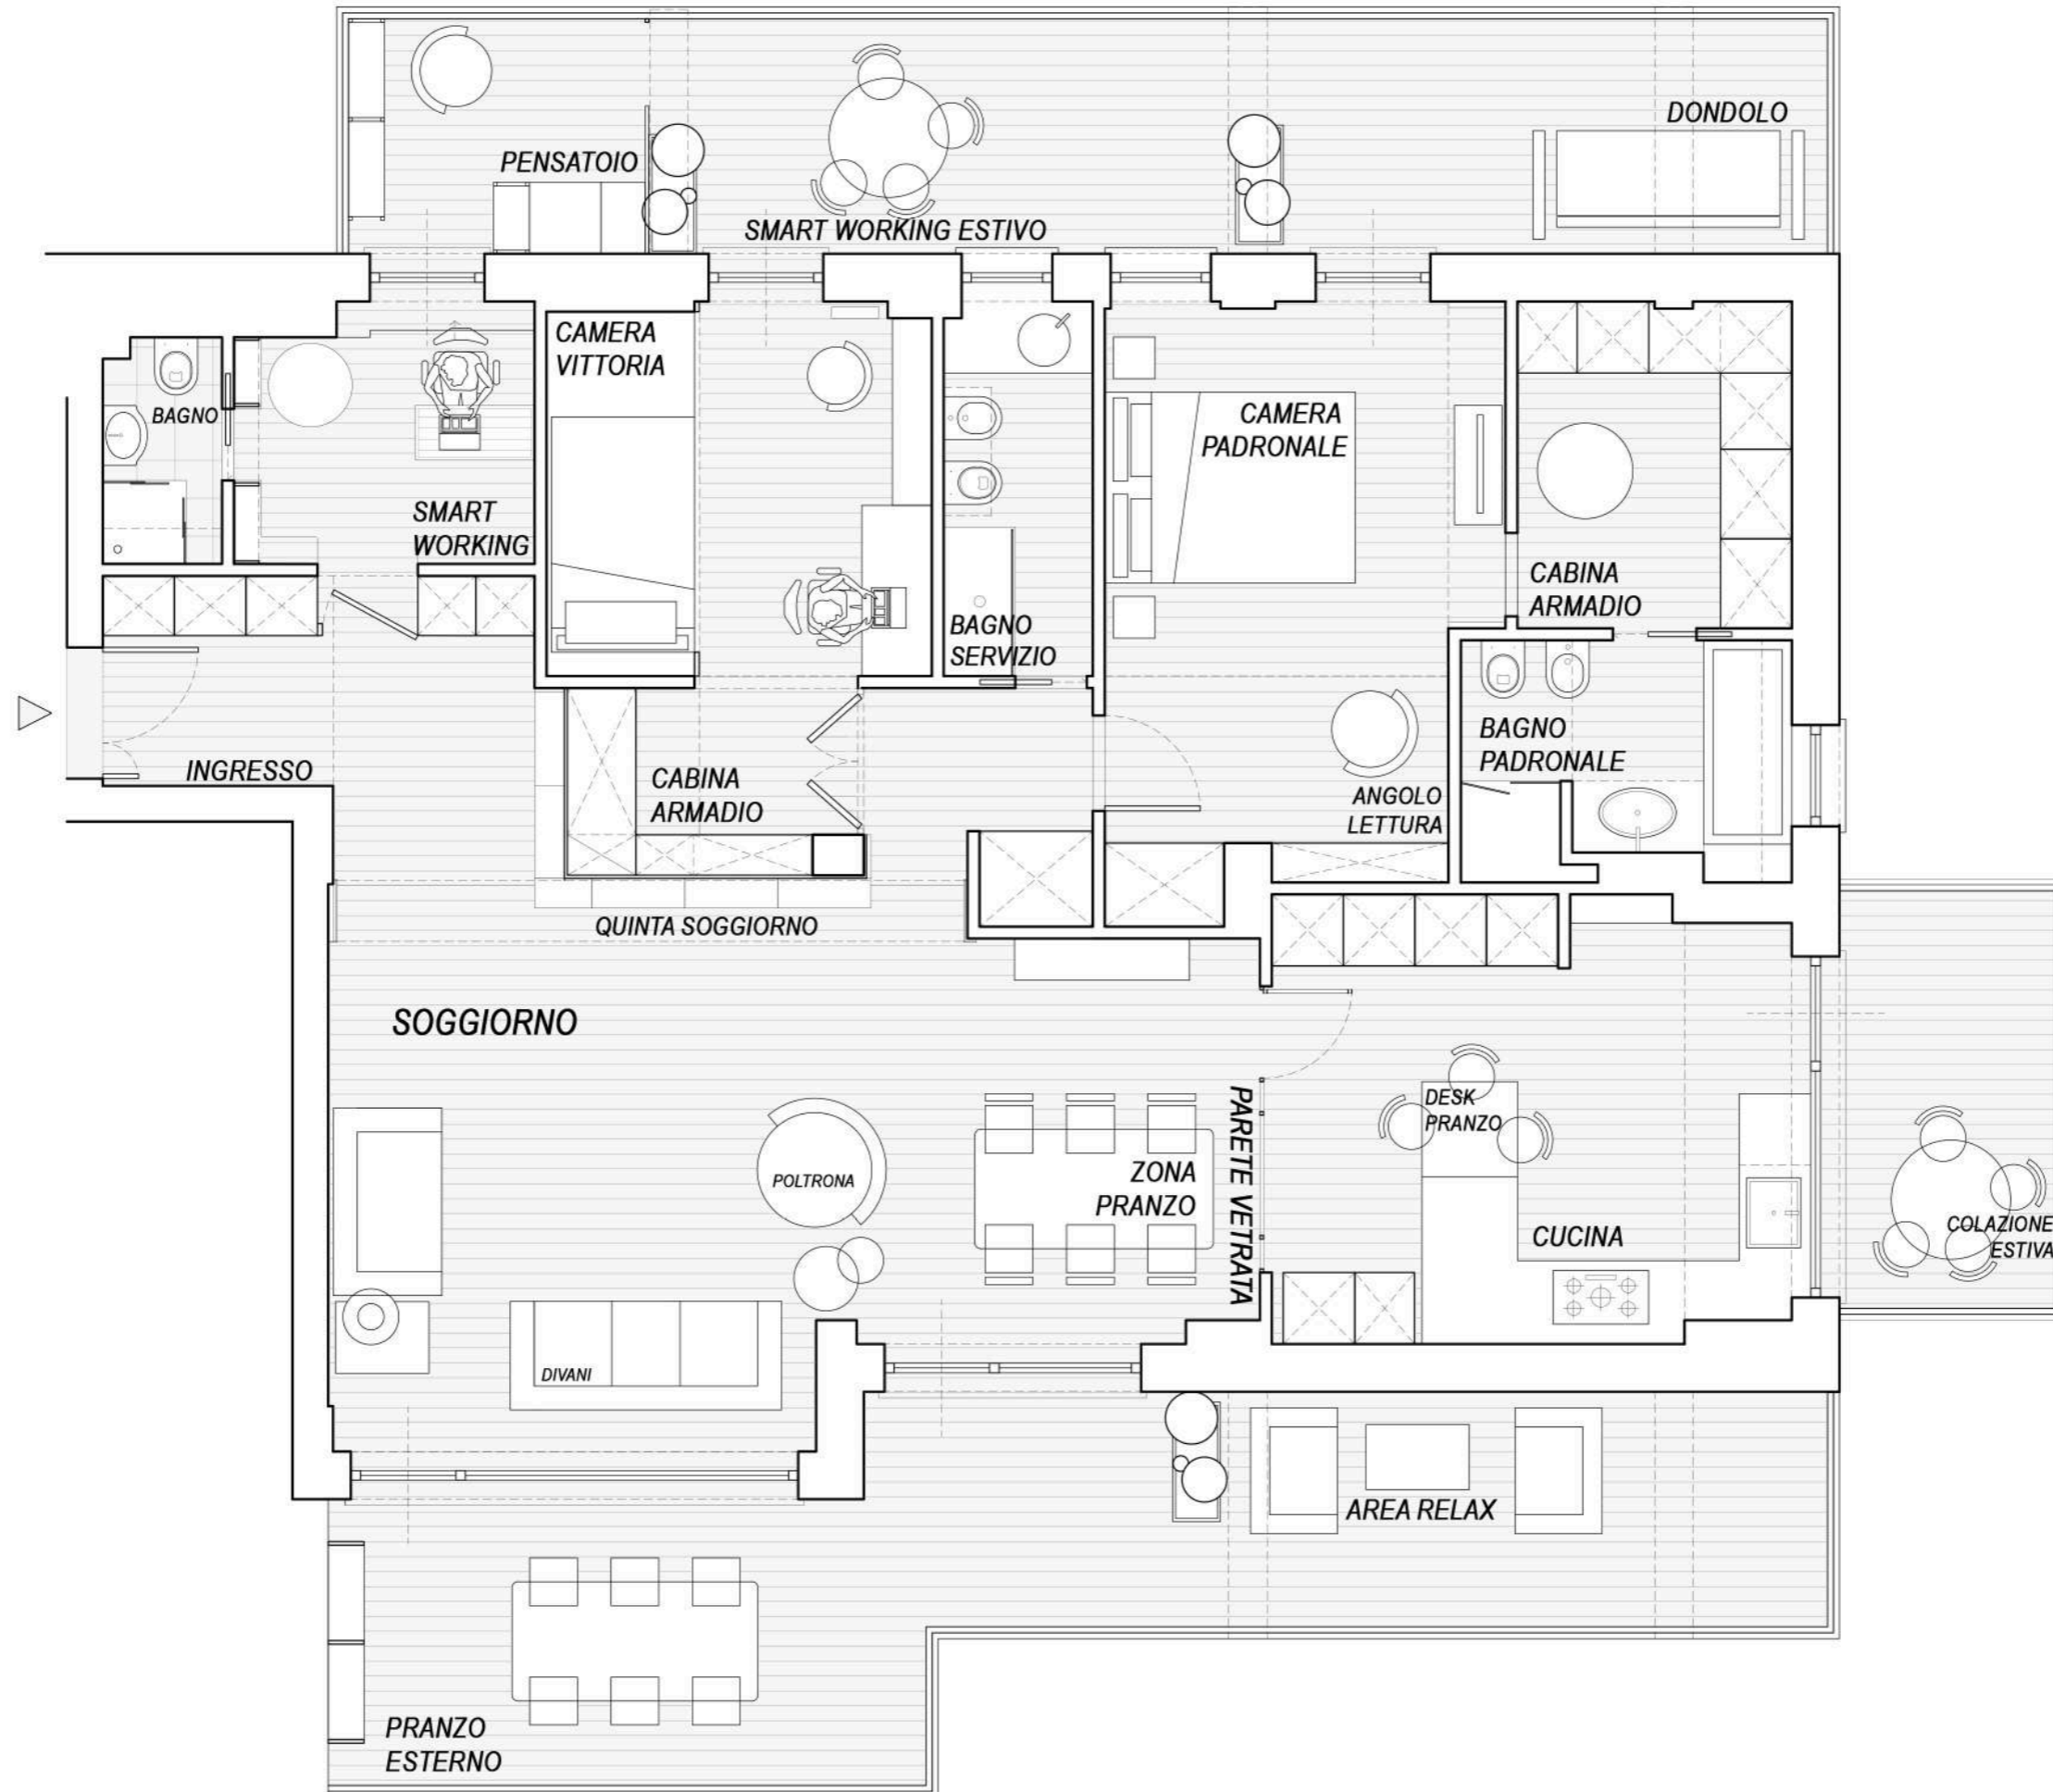 DONDOLO
PENSATOIO
SMART WORKING ESTIVO
CAMERA
VITTORIA
BAGNO
CAMERA
PADRONALE
SMART
WORKING
CABINA
ARMADIO
BAGNO
SERVIZIO
INGRESSO
CABINA
ARMADIO
BAGNO
PADRONALE
ANGOLO
LETTURA
QUINTA SOGGIORNO
SOGGIORNO
DESK
PRANZO
PARETE VETRATA
POLTRONA
ZONA
PRANZO
CUCINA
COLAZIONE
ESTIVA
DIVANI
AREA RELAX
PRANZO
ESTERNO